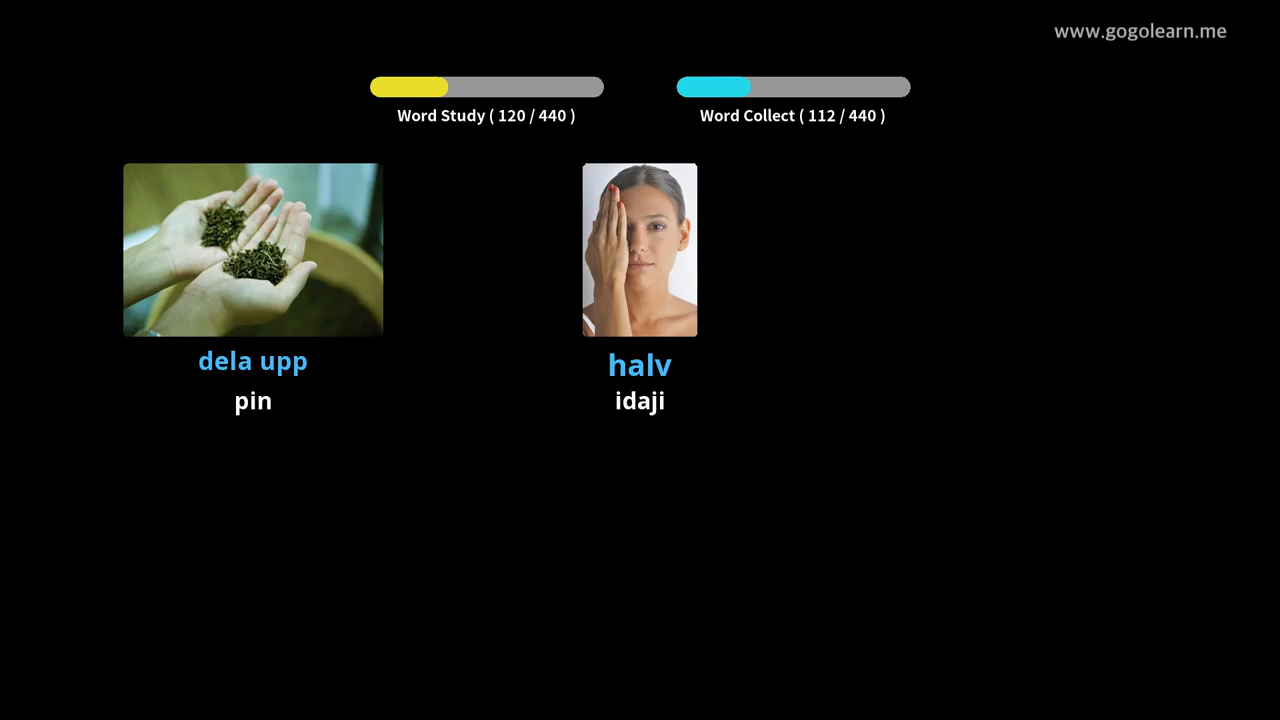 www.gogolearn.me
Word Study ( 120 / 440 )
Word Collect ( 112 / 440 )
dela upp
pin
halv
idaji